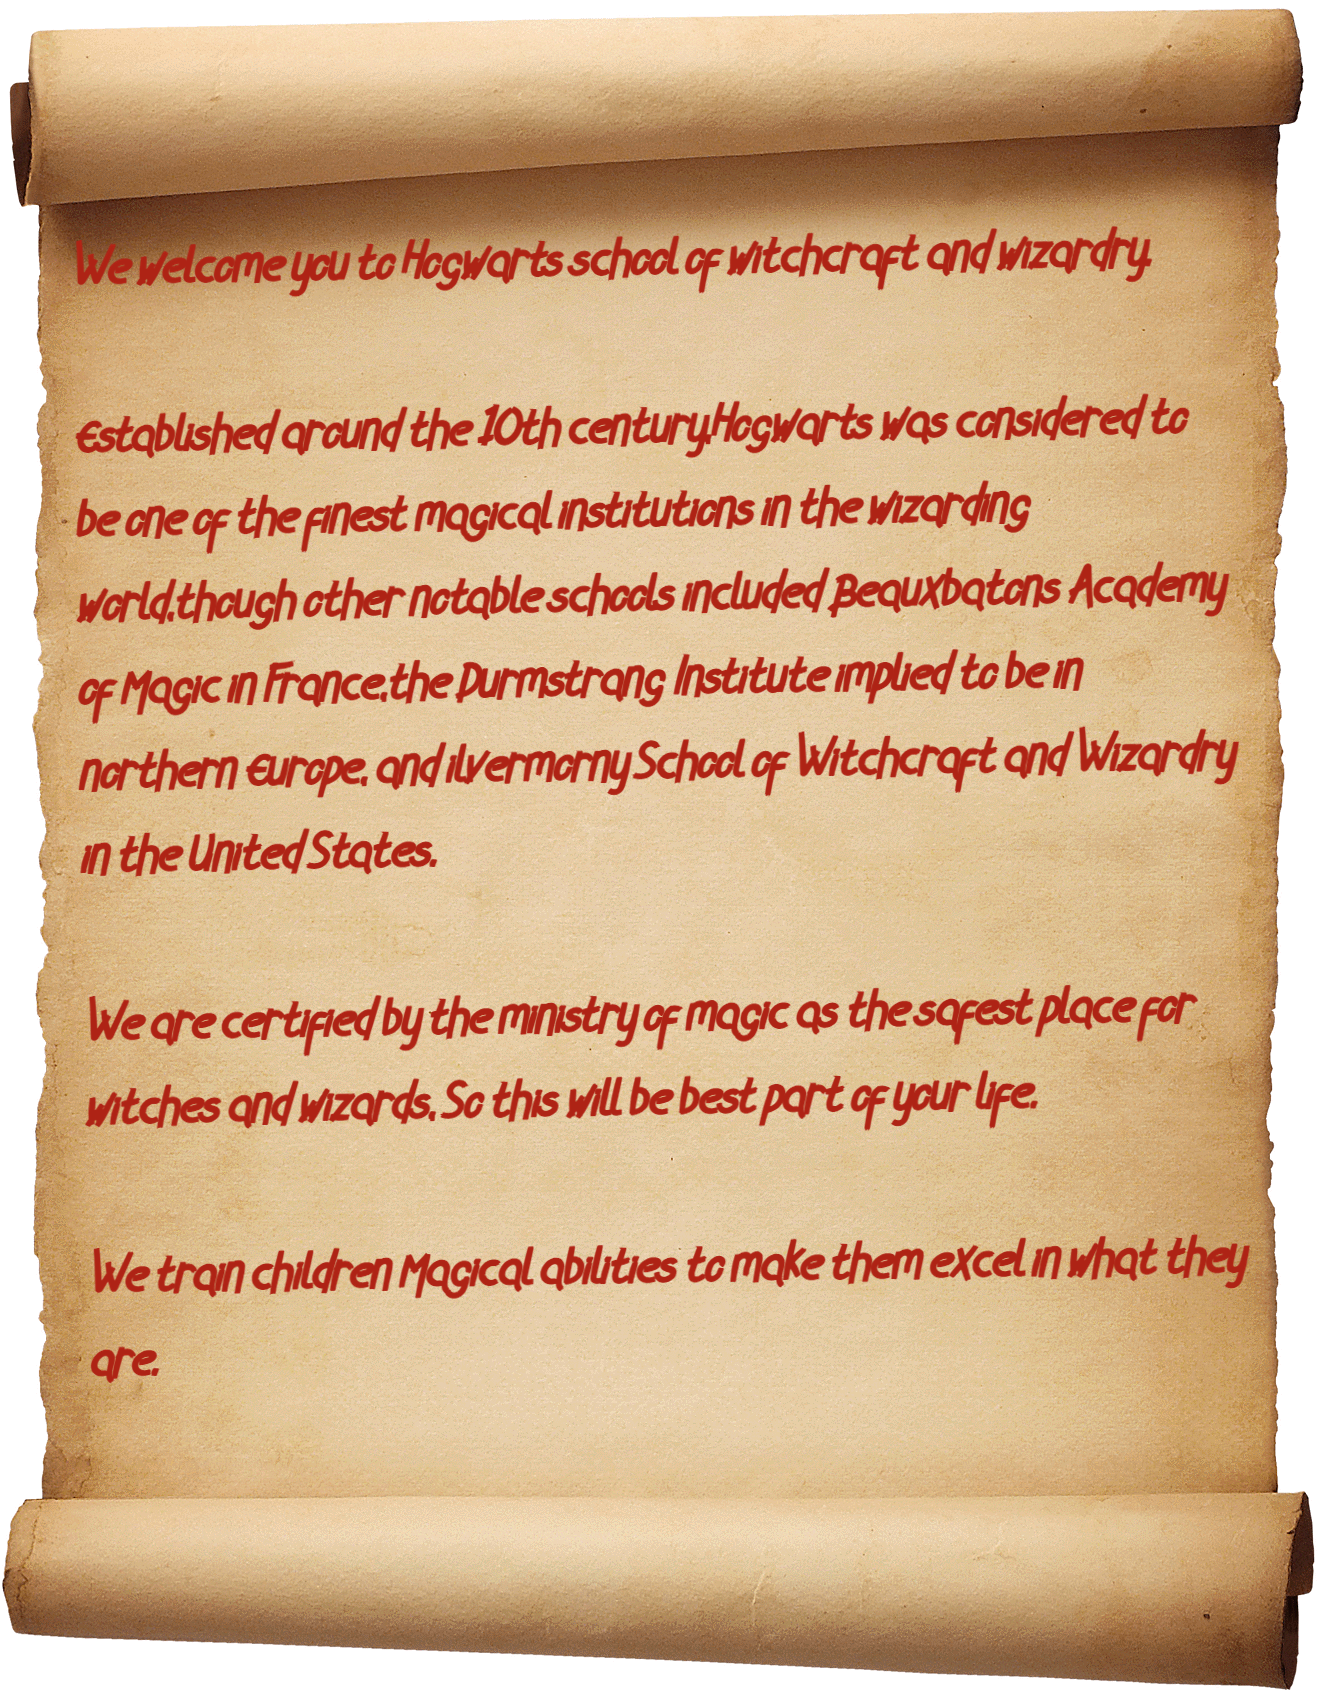 We welcome you to Hogwarts school of witchcraft and wizardry.
Established around the 10th century,Hogwarts was considered to
be one of the finest magical institutions in the wizarding
world,though other notable schools included Beauxbatons Academy
of Magic in France,the Durmstrang Institute implied to be in
northern Europe, and ilvermorny School of Witchcraft and Wizardry
in the United States.
We are certified by the ministry of magic as the safest place for
witches and wizards. So this will be best part of your life.
We train children Magical abilities to make them excel in what they
are.